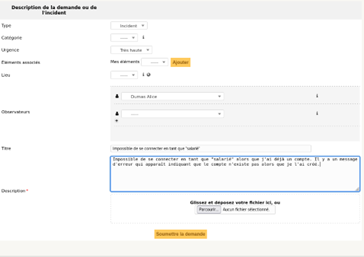 Description de la demande ou de
l'incident
Type
Incident
Catégorie
-----
Urgence
Très haute
Eléments associés
Mes éléments
-----
Ajouter
Lieu
-----
Observateurs
Dumas Alice
-----
Titre
Impossible de se connecter en tant que "salarié"
Description *
Impossible de se connecter en tant que "salarié" alors que j'ai déjà un compte. Il y a un message
d'erreur qui apparaît indiquant que le compte n'existe pas alors que je l'ai créé.
Glissez et déposez votre fichier ici, ou
Parcourir... Aucun fichier sélectionné.
Soumettre la demande